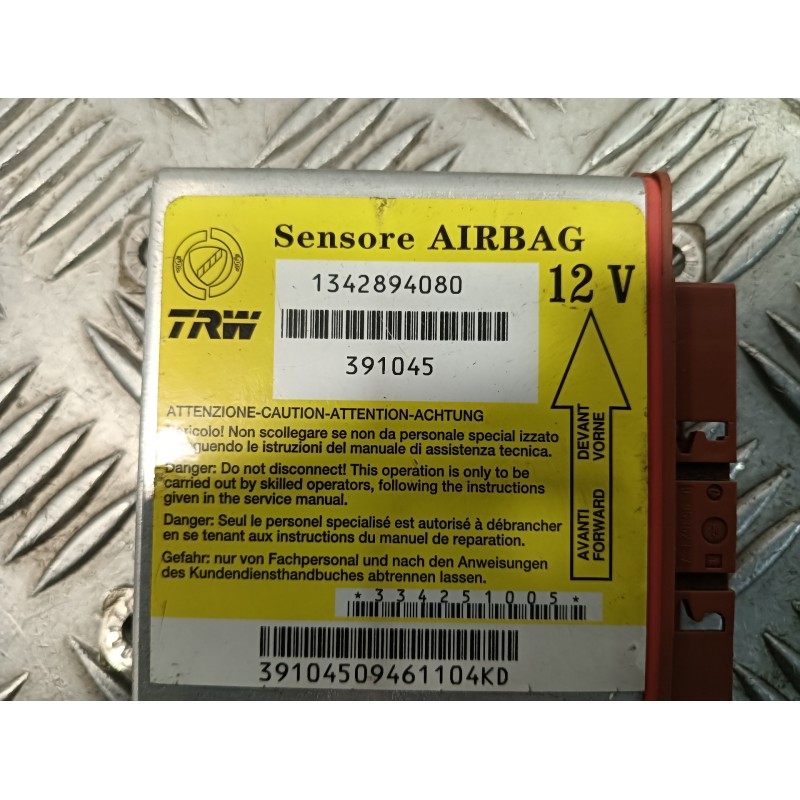 Sensore AIRBAG
1342894080
12 V
TRW
391045
ATTENZIONE-CAUTION-ATTENTION-ACHTUNG
Pericolo! Non scollegare se non da personale special izzato
seguendo le istruzioni del manuale di assistenza tecnica.
Danger: Do not disconnect! This operation is only to be
carried out by skilled operators, following the instructions
given in the service manual.
Danger: Seul le personel specialisé est autorisé à débrancher
en se tenant aux instructions du manuel de reparation.
Gefahr: nur von Fachpersonal und nach den Anweisungen
des Kundendiensthandbuches abtrennen lassen.
AVANTI DEVANT
FORWARD VORNE
*334251005*
39104509461104KD